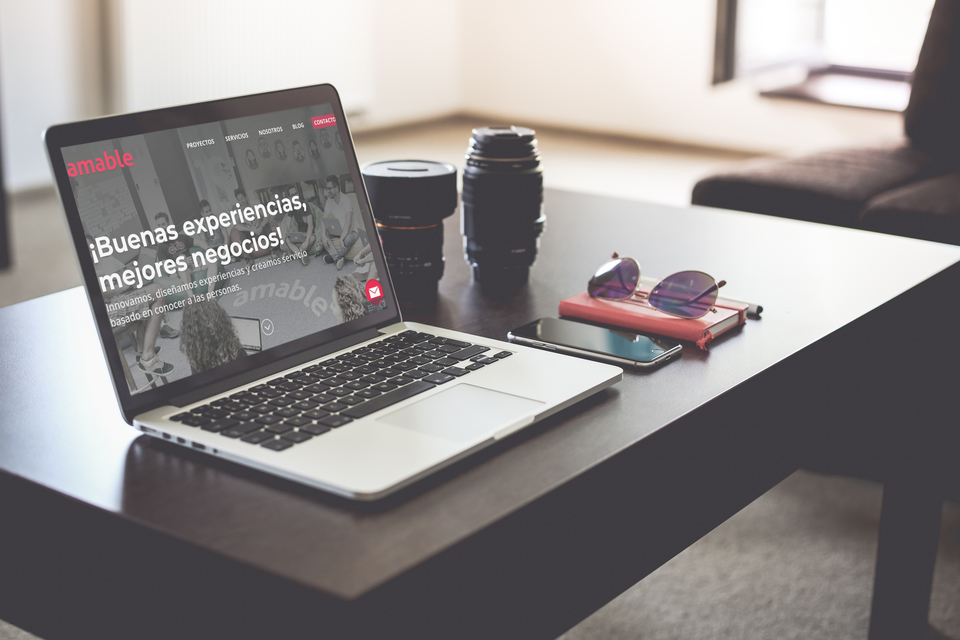 amable
PROYECTOS SERVICIOS NOSOTROS BLOG CONTACTO
¡Buenas experiencias,
mejores negocios!
Innovamos, diseñamos experiencias y creamos servicio
basado en conocer a las personas.
amable